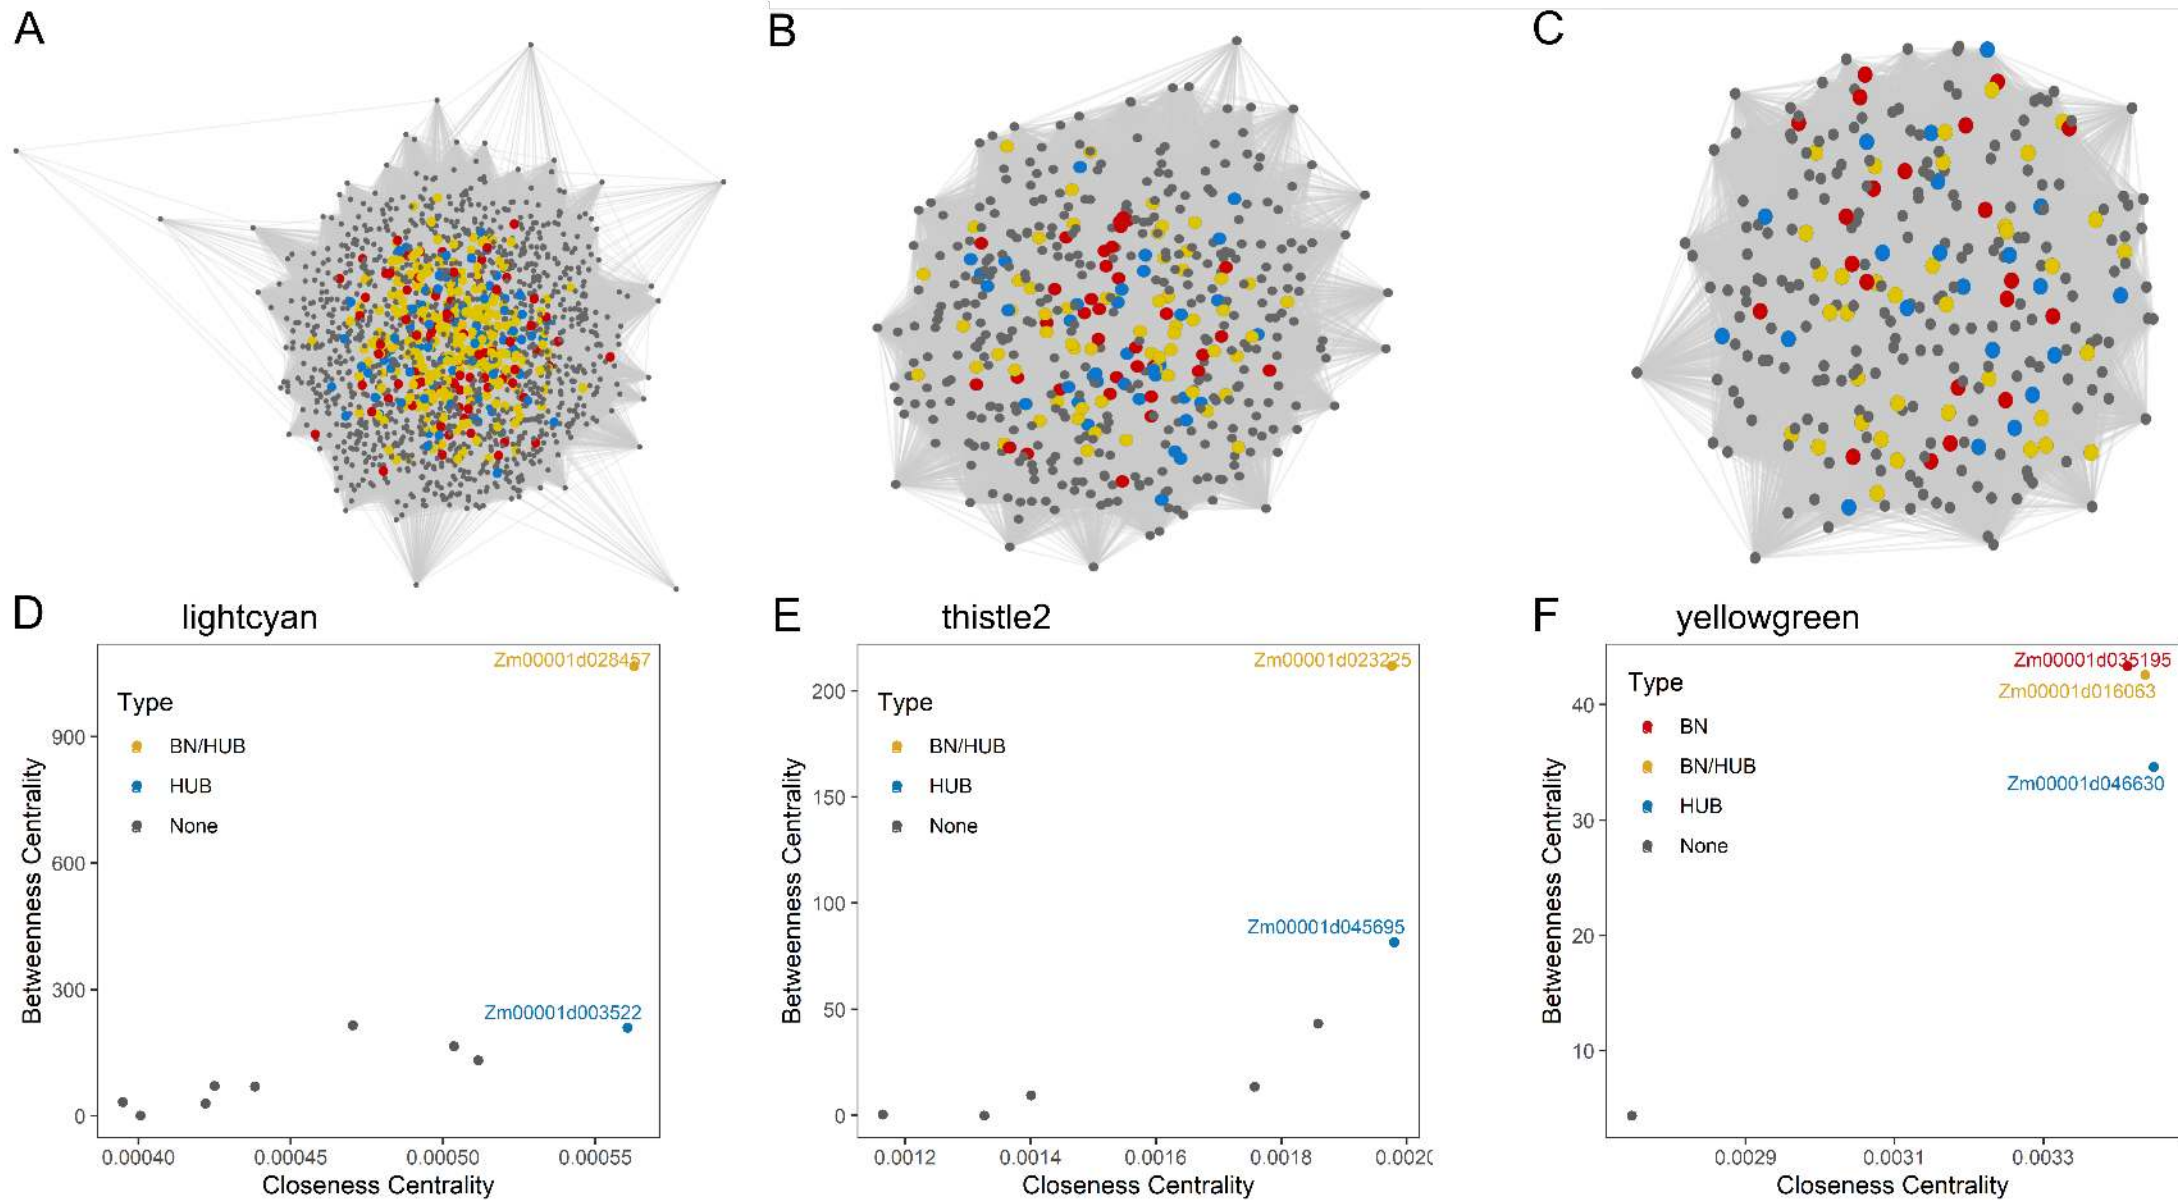 A
B
C
D lightcyan
Zm00001d028457
Type
BN/HUB
HUB
None
Zm00001d003522
Betweenness Centrality
900
600
300
0
0.00040 0.00045 0.00050 0.00055
Closeness Centrality
E thistle2
Zm00001d023225
Type
BN/HUB
HUB
None
Zm00001d045695
Betweenness Centrality
200
150
100
50
0
0.0012 0.0014 0.0016 0.0018 0.0020
Closeness Centrality
F yellowgreen
Zm00001d035195
Zm00001d016063
Type
BN
BN/HUB
HUB
None
Zm00001d046630
Betweenness Centrality
40
30
20
10
0.0029 0.0031 0.0033
Closeness Centrality